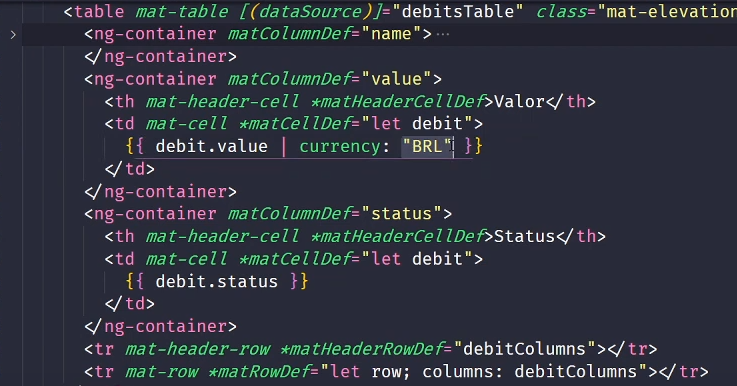 <table mat-table [(dataSource)]="debitsTable" class="mat-elevation
<ng-container matColumnDef="name">…
</ng-container>
<ng-container matColumnDef="value">
<th mat-header-cell *matHeaderCellDef>Valor</th>
<td mat-cell *matCellDef="let debit">
{{ debit.value | currency: "BRL" }}
</td>
</ng-container>
<ng-container matColumnDef="status">
<th mat-header-cell *matHeaderCellDef>Status</th>
<td mat-cell *matCellDef="let debit">
{{ debit.status }}
</td>
</ng-container>
<tr mat-header-row *matHeaderRowDef="debitColumns"></tr>
<tr mat-row *matRowDef="let row; columns: debitColumns"></tr>